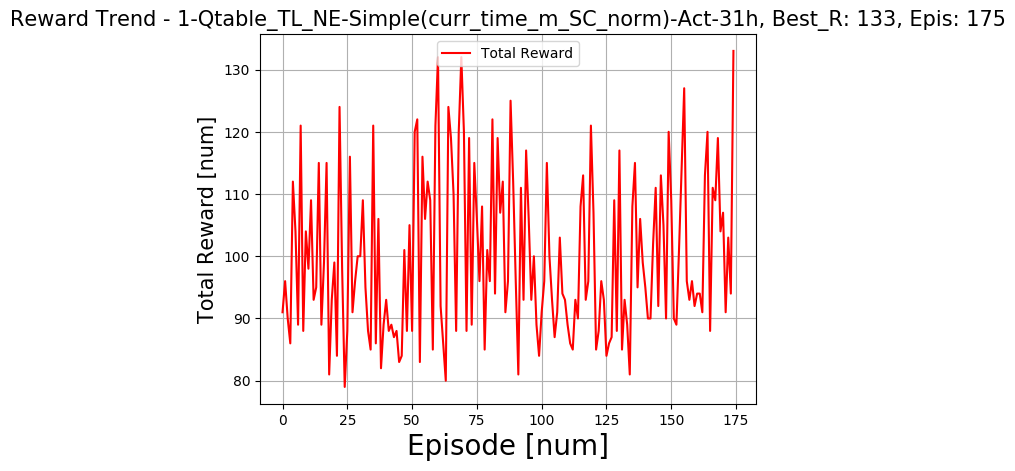 Reward Trend - 1-Qtable_TL_NE-Simple(curr_time_m_SC_norm)-Act-31h, Best_R: 133, Epis: 175
Total Reward
130
120
110
100
90
80
Total Reward [num]
0 25 50 75 100 125 150 175
Episode [num]